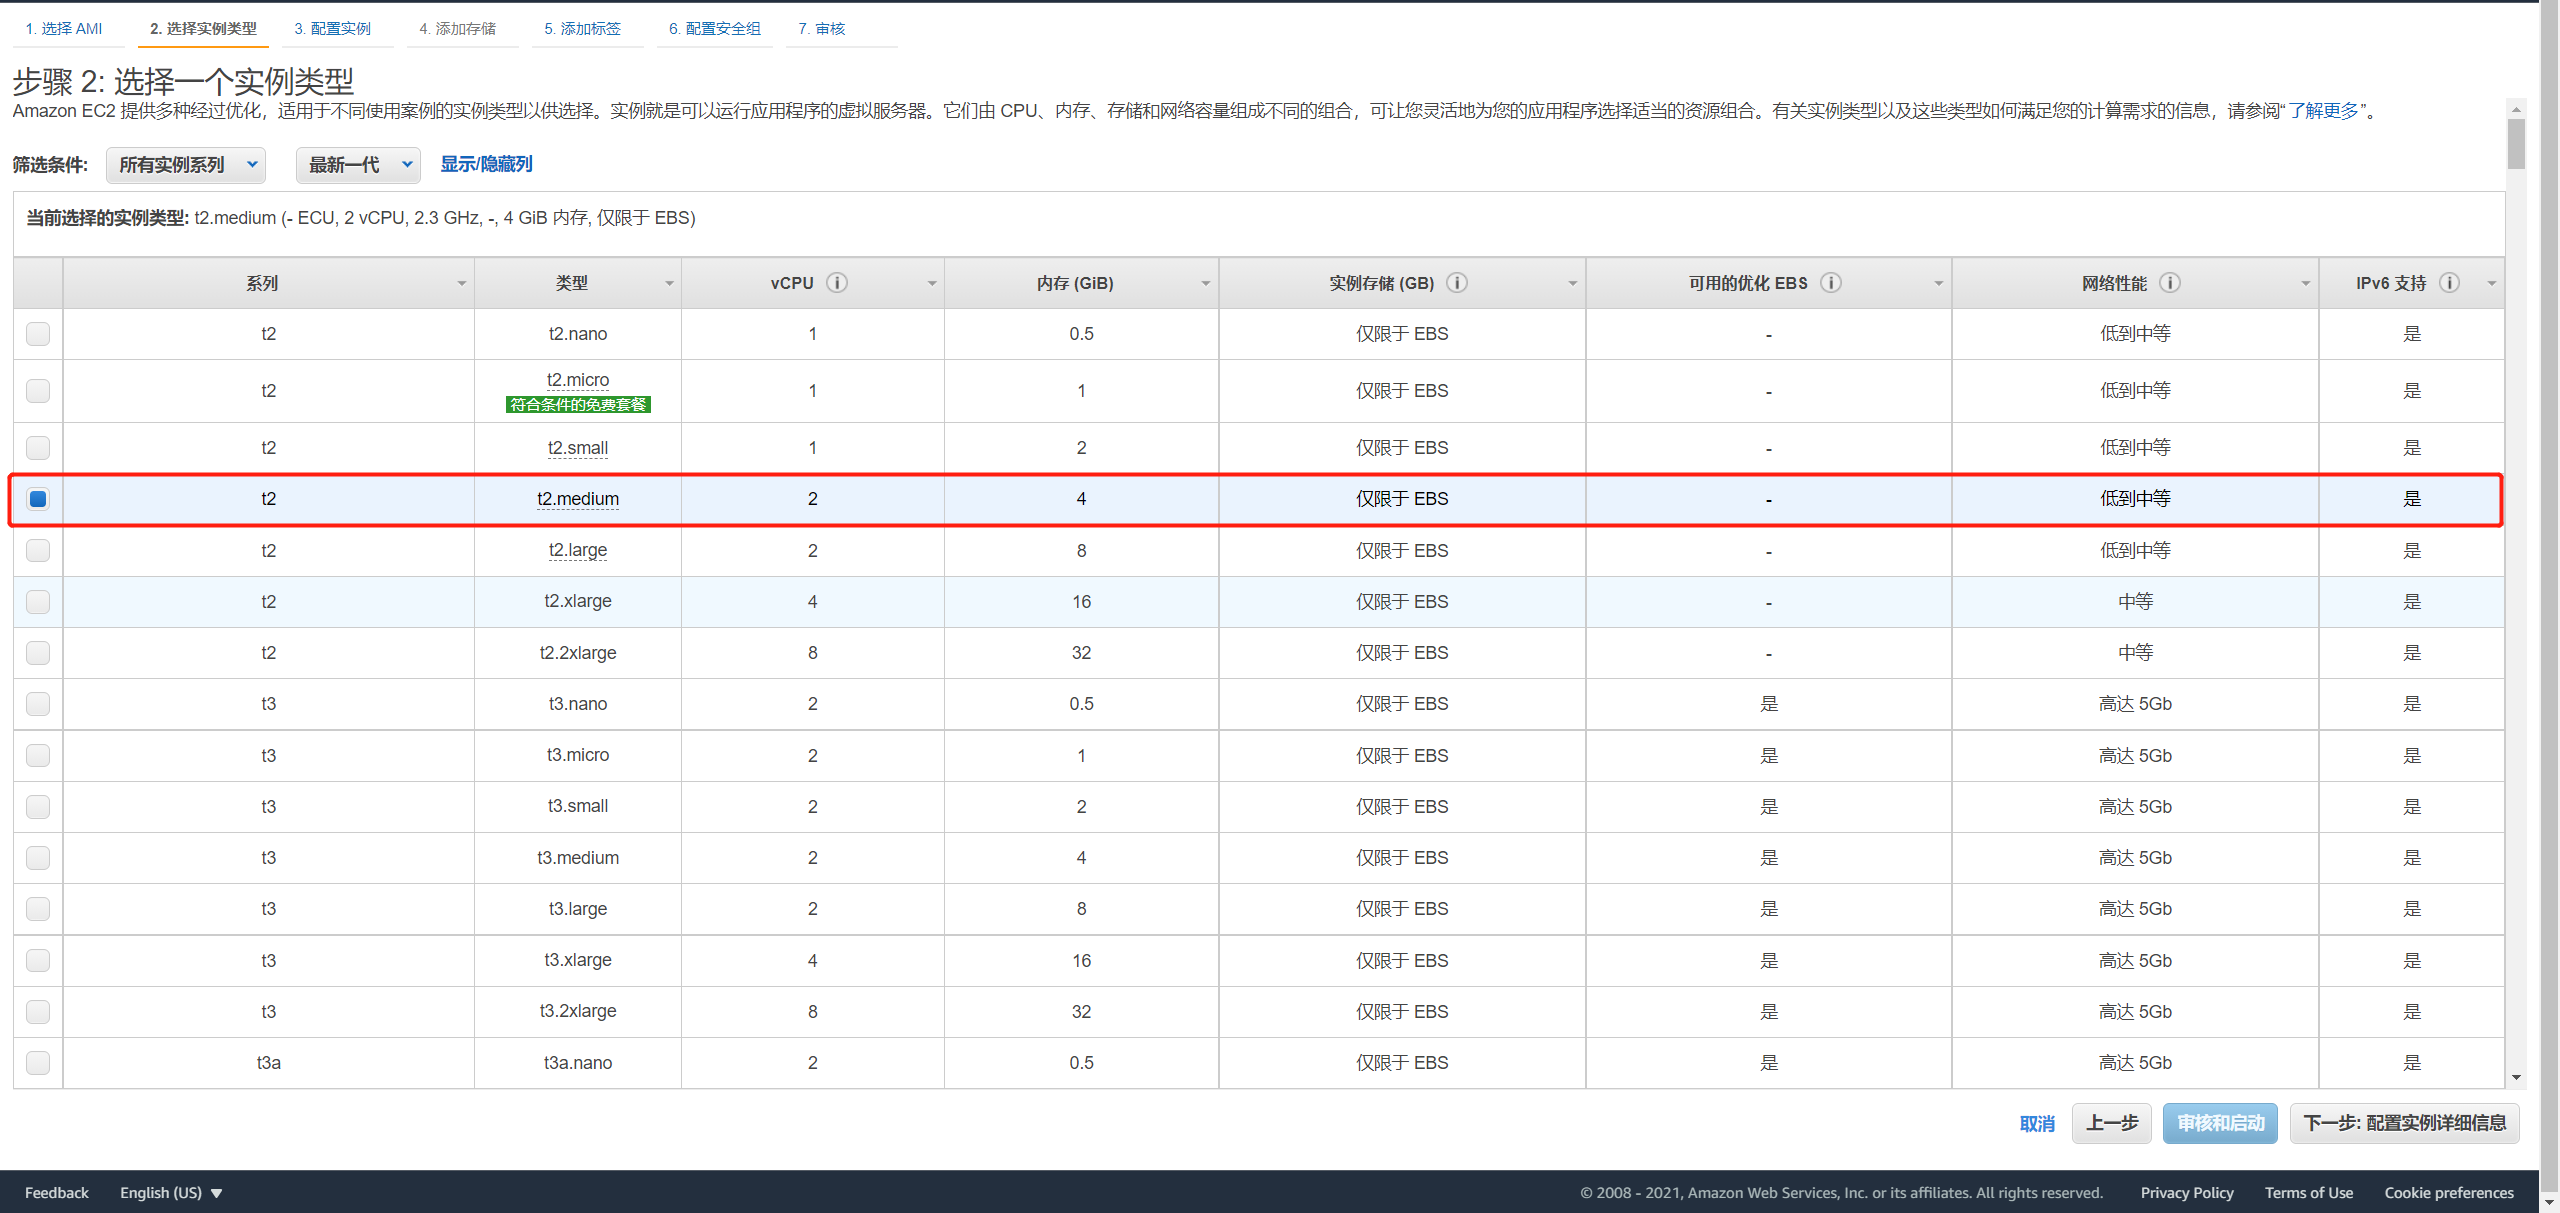 1. 选择 AMI 2. 选择实例类型 3. 配置实例 4. 添加存储 5. 添加标签 6. 配置安全组 7. 审核
步骤 2: 选择一个实例类型
Amazon EC2 提供多种经过优化，适用于不同使用案例的实例类型以供选择。实例就是可以运行应用程序的虚拟服务器。它们由 CPU、内存、存储和网络容量组成不同的组合，可让您灵活地为您的应用程序选择适当的资源组合。有关实例类型以及这些类型如何满足您的计算需求的信息，请参阅“了解更多”。
筛选条件: 所有实例系列 最新一代 显示/隐藏列
当前选择的实例类型: t2.medium (- ECU, 2 vCPU, 2.3 GHz, -, 4 GiB 内存, 仅限于 EBS)
系列 类型 vCPU 内存 (GiB) 实例存储 (GB) 可用的优化 EBS 网络性能 IPv6 支持
t2 t2.nano 1 0.5 仅限于 EBS - 低到中等 是
t2 t2.micro 符合条件的免费套餐 1 1 仅限于 EBS - 低到中等 是
t2 t2.small 1 2 仅限于 EBS - 低到中等 是
t2 t2.medium 2 4 仅限于 EBS - 低到中等 是
t2 t2.large 2 8 仅限于 EBS - 低到中等 是
t2 t2.xlarge 4 16 仅限于 EBS - 中等 是
t2 t2.2xlarge 8 32 仅限于 EBS - 中等 是
t3 t3.nano 2 0.5 仅限于 EBS 是 高达 5Gb 是
t3 t3.micro 2 1 仅限于 EBS 是 高达 5Gb 是
t3 t3.small 2 2 仅限于 EBS 是 高达 5Gb 是
t3 t3.medium 2 4 仅限于 EBS 是 高达 5Gb 是
t3 t3.large 2 8 仅限于 EBS 是 高达 5Gb 是
t3 t3.xlarge 4 16 仅限于 EBS 是 高达 5Gb 是
t3 t3.2xlarge 8 32 仅限于 EBS 是 高达 5Gb 是
t3a t3a.nano 2 0.5 仅限于 EBS 是 高达 5Gb 是
取消 上一步 审核和启动 下一步: 配置实例详细信息
Feedback English (US) © 2008 - 2021, Amazon Web Services, Inc. or its affiliates. All rights reserved. Privacy Policy Terms of Use Cookie preferences